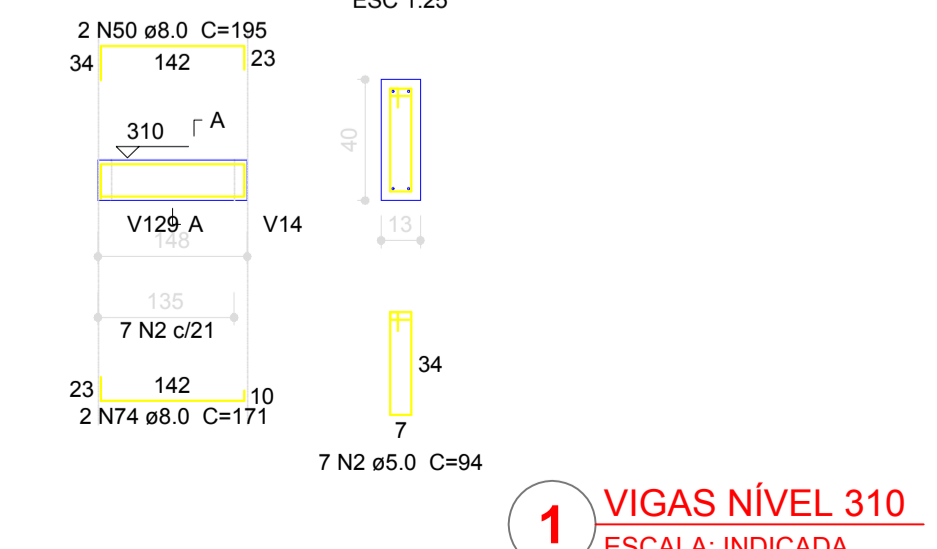 ESC 1:25
2 N50 ø8.0 C=195
34 142 23
310 A
40
V129 A V14
148
13
135
7 N2 c/21
34
23 142 10
2 N74 ø8.0 C=171
7
7 N2 ø5.0 C=94
1 VIGAS NÍVEL 310
ESCALA: INDICADA